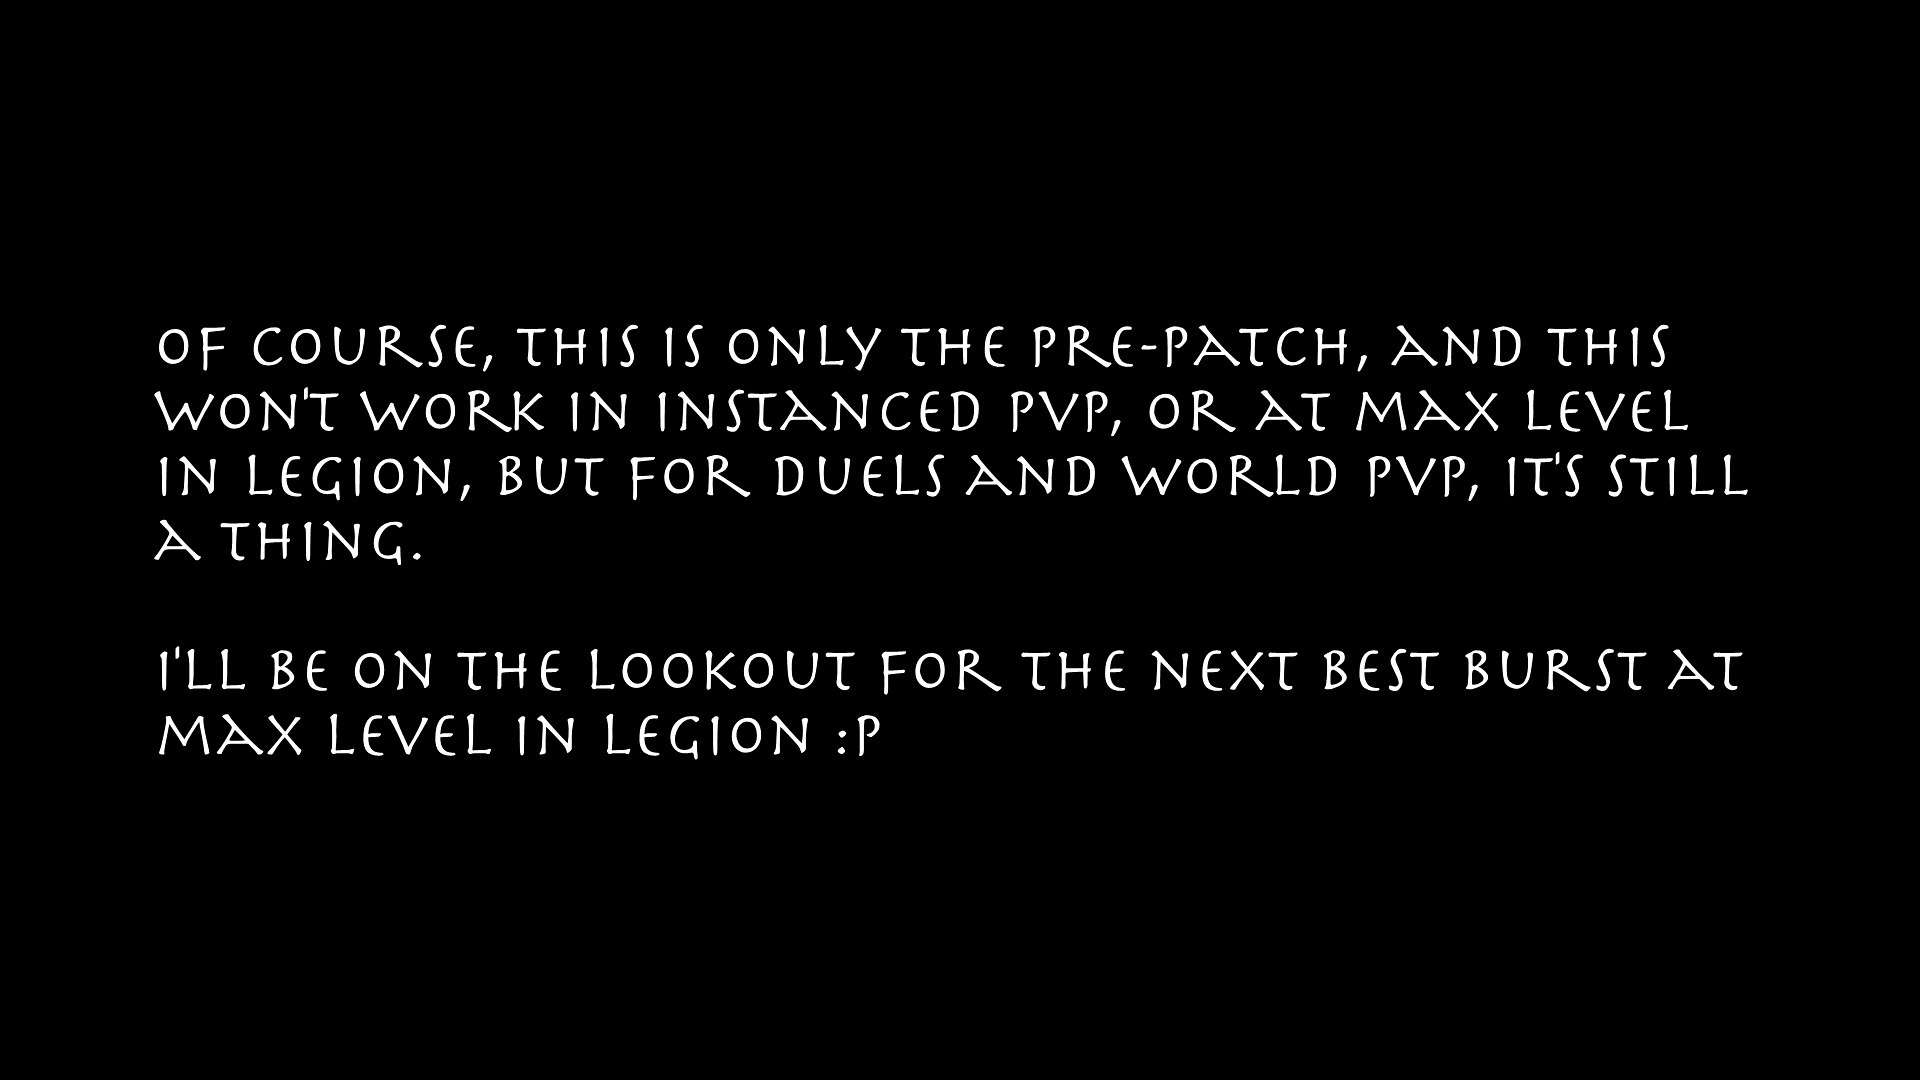 OF COURSE, THIS IS ONLY THE PRE-PATCH, AND THIS
WON'T WORK IN INSTANCED PVP, OR AT MAX LEVEL
IN LEGION, BUT FOR DUELS AND WORLD PVP, IT'S STILL
A THING.
I'LL BE ON THE LOOKOUT FOR THE NEXT BEST BURST AT
MAX LEVEL IN LEGION :P